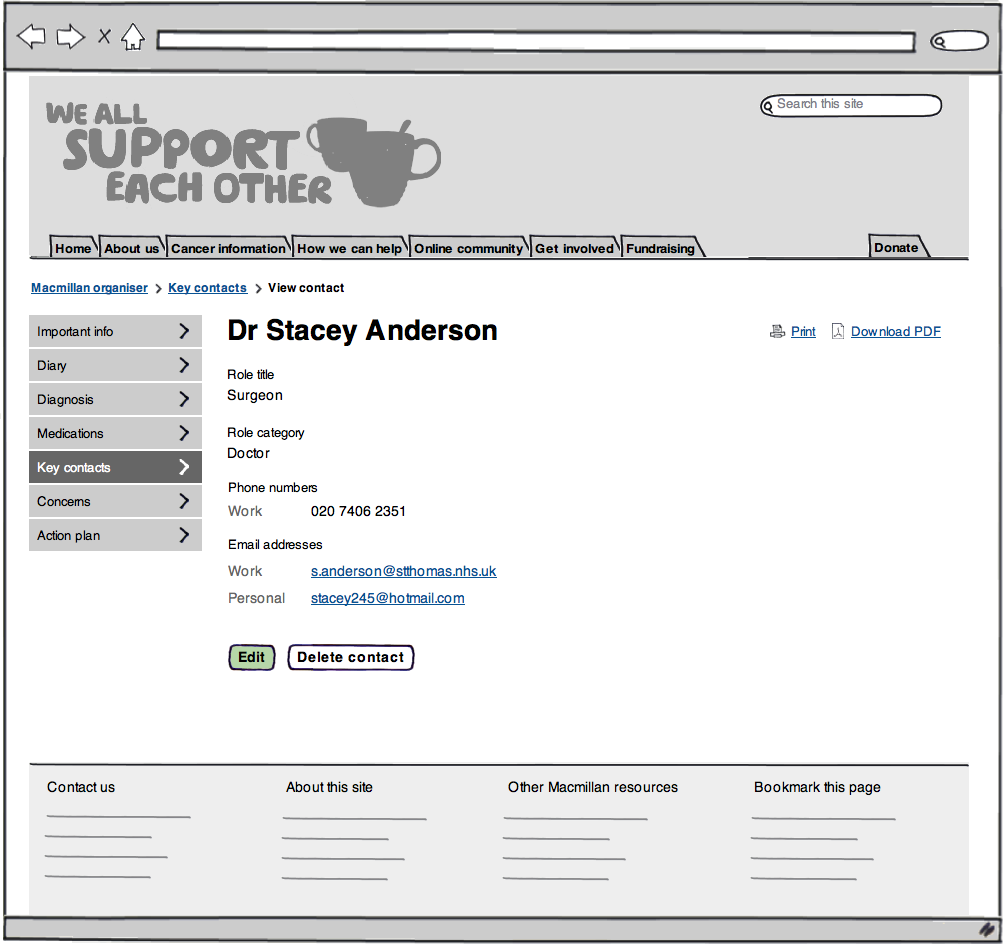 WE ALL
SUPPORT
EACH OTHER
Search this site
Home About us Cancer information How we can help Online community Get involved Fundraising Donate
Macmillan organiser > Key contacts > View contact
Important info
Diary
Diagnosis
Medications
Key contacts
Concerns
Action plan
Dr Stacey Anderson
Print Download PDF
Role title
Surgeon
Role category
Doctor
Phone numbers
Work 020 7406 2351
Email addresses
Work s.anderson@stthomas.nhs.uk
Personal stacey245@hotmail.com
Edit Delete contact
Contact us About this site Other Macmillan resources Bookmark this page